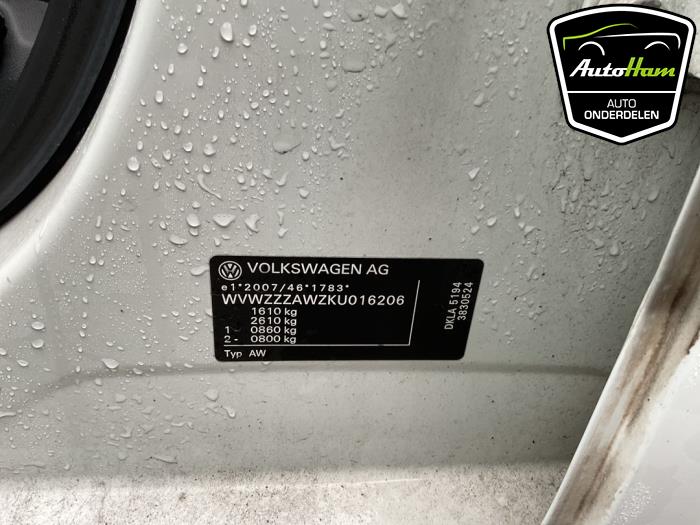 AutoHam
AUTO
ONDERDELEN
VOLKSWAGEN AG
e1*2007/46*1783*
WVWZZZAWZKU016206
1610 kg
2610 kg
1 - 0860 kg
2 - 0800 kg
Typ AW
DKLA 5194
3830524